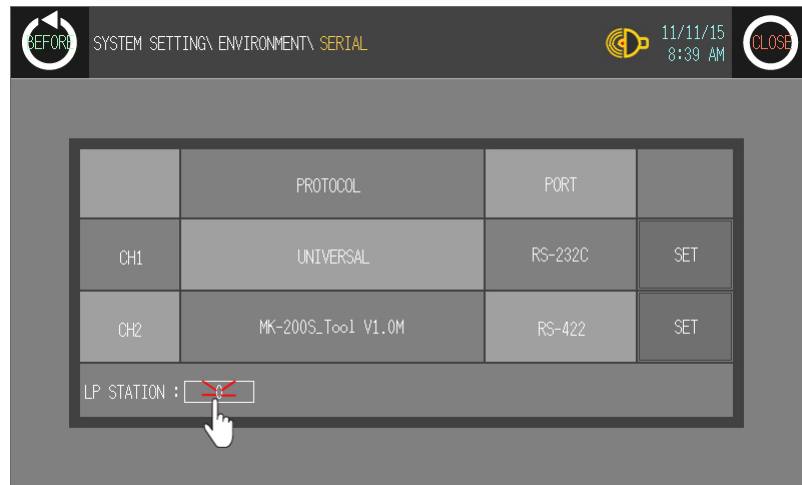 BEFORE
SYSTEM SETTING\ ENVIRONMENT\ SERIAL
11/11/15
8:39 AM
CLOSE
PROTOCOL PORT
CH1 UNIVERSAL RS-232C SET
CH2 MK-200S_Tool V1.0M RS-422 SET
LP STATION : 0